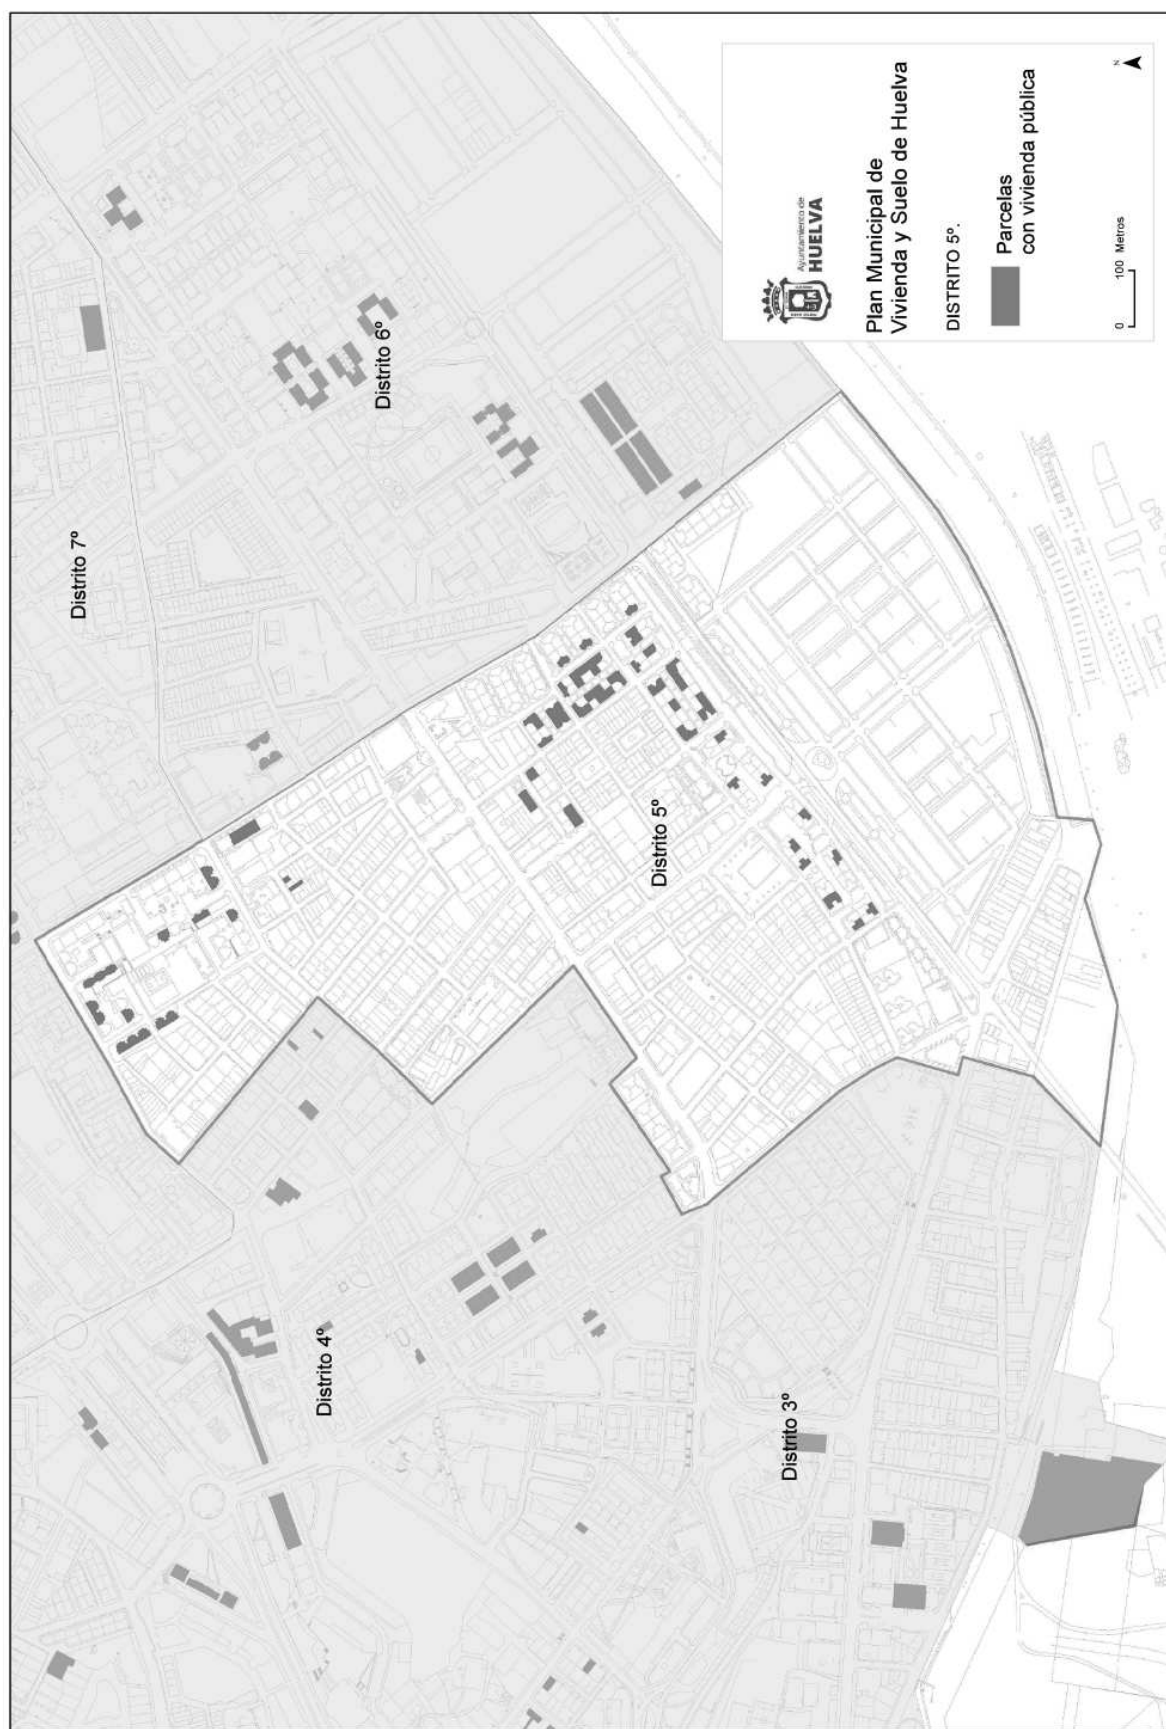 Distrito 7º
Distrito 6º
Distrito 5º
Distrito 4º
Distrito 3º
Ayuntamiento de
HUELVA
Plan Municipal de
Vivienda y Suelo de Huelva
DISTRITO 5º.
Parcelas
con vivienda pública
0 100 Metros
N